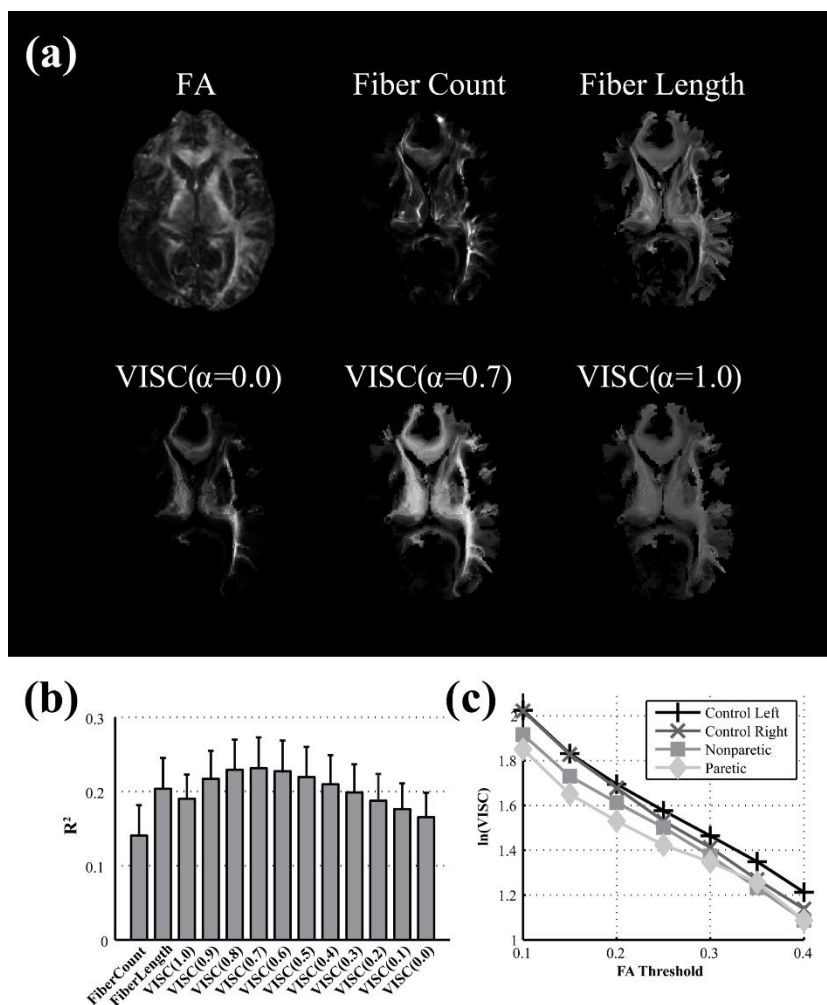 (a)
FA Fiber Count Fiber Length
VISC(α=0.0) VISC(α=0.7) VISC(α=1.0)
(b)
0.3
0.2
0.1
0
R²
FiberCount
FiberLength
VISC(1.0)
VISC(0.9)
VISC(0.8)
VISC(0.7)
VISC(0.6)
VISC(0.5)
VISC(0.4)
VISC(0.3)
VISC(0.2)
VISC(0.1)
VISC(0.0)
(c)
2
1.8
1.6
1.4
1.2
1
ln(VISC)
Control Left
Control Right
Nonparetic
Paretic
0.1 0.2 0.3 0.4
FA Threshold